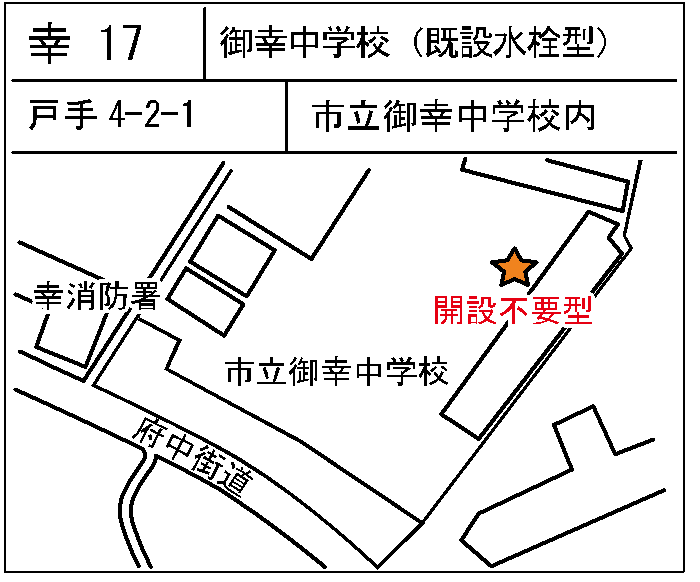 幸 17
御幸中学校（既設水栓型）
戸手 4-2-1
市立御幸中学校内
幸消防署
開設不要型
市立御幸中学校
府中街道